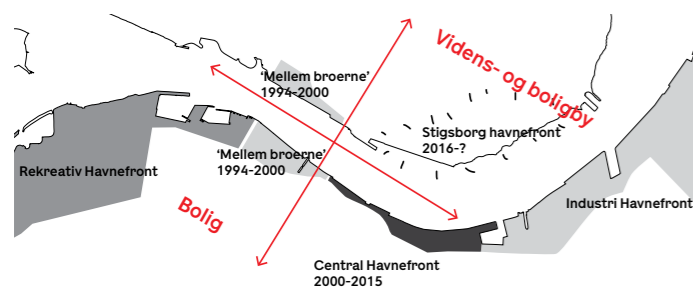 Videns- og boligby
'Mellem broerne'
1994-2000
Stigsborg havnefront
2016-?
'Mellem broerne'
1994-2000
Rekreativ Havnefront
Bolig
Industri Havnefront
Central Havnefront
2000-2015